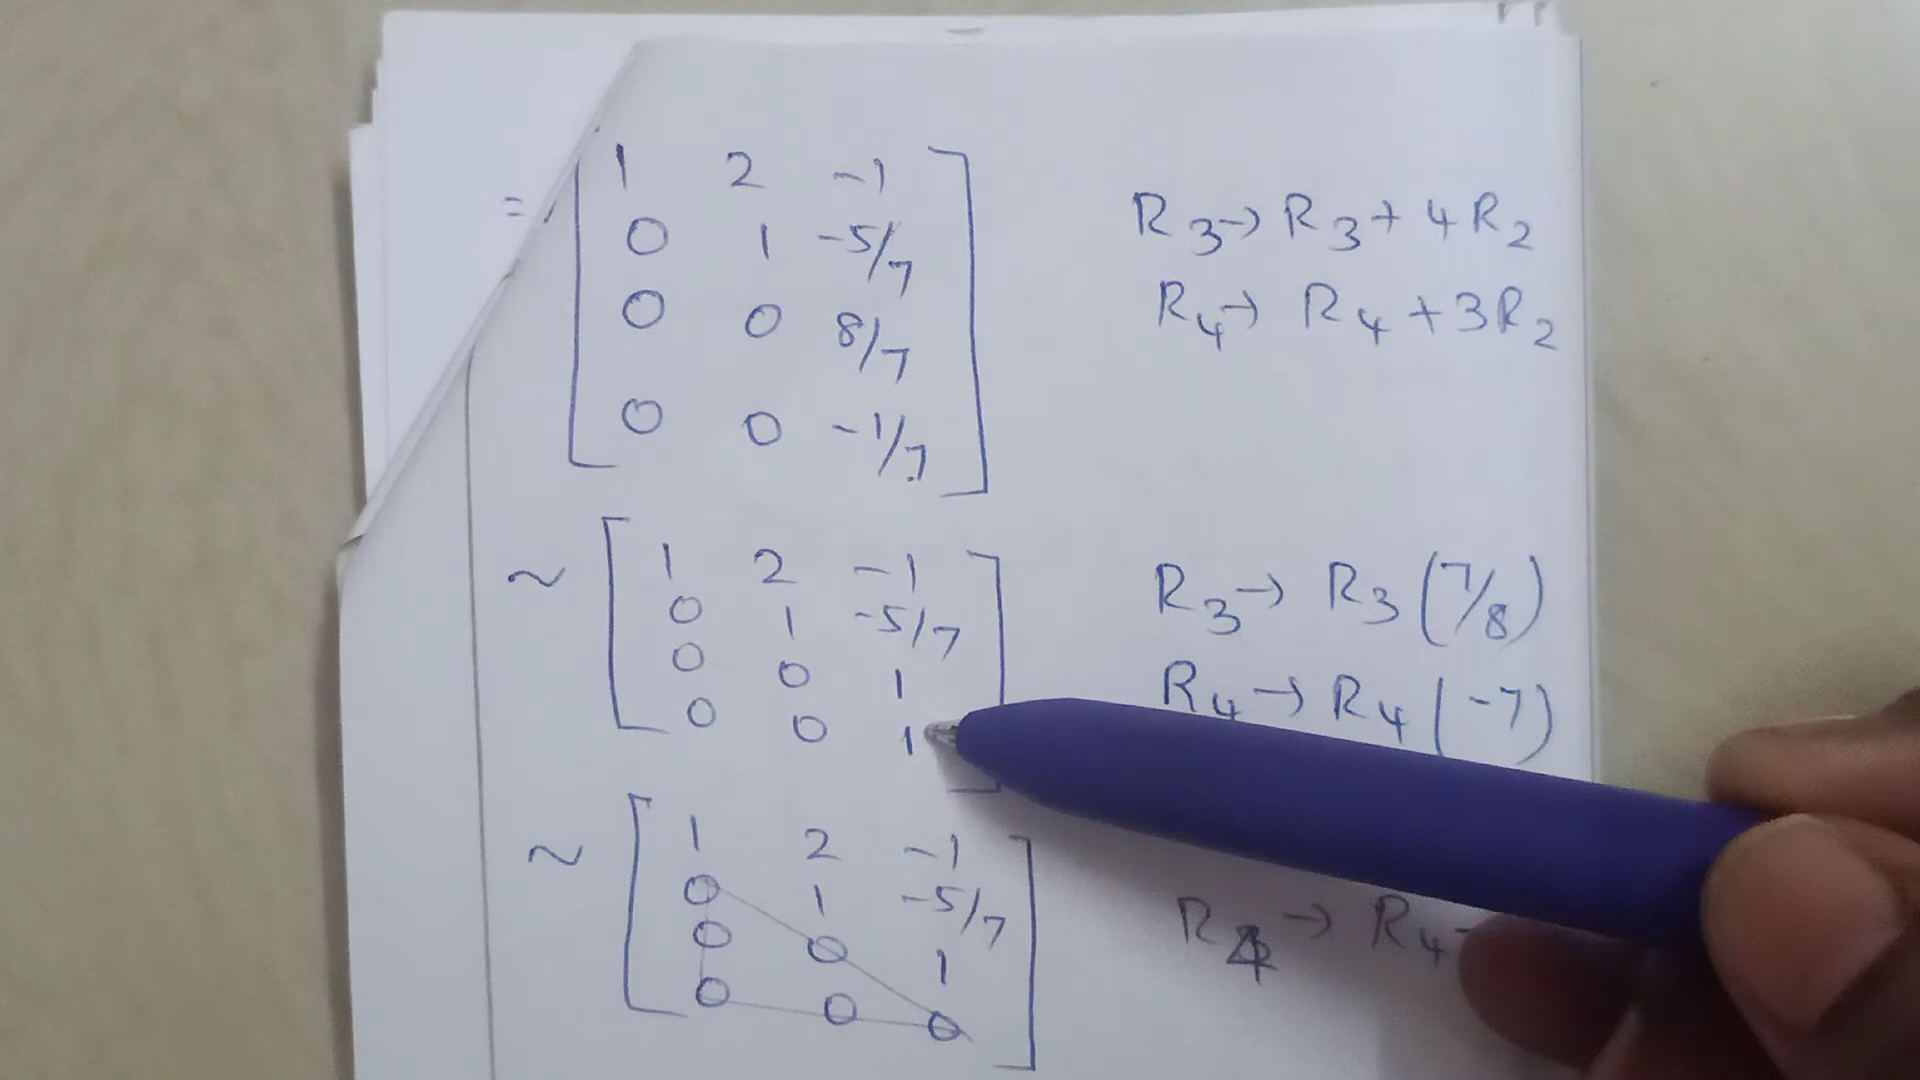 = [ 1 2 -1 ]
0 1 -5/7
0 0 8/7
0 0 -1/7
R3→ R3+ 4R2
R4→ R4 +3R2
~ [ 1 2 -1 ]
0 1 -5/7
0 0 1
0 0 1
R3→ R3 (7/8)
R4→ R4 (-7)
~ [ 1 2 -1 ]
0 1 -5/7
0 0 1
0 0 0
R4→ R4-